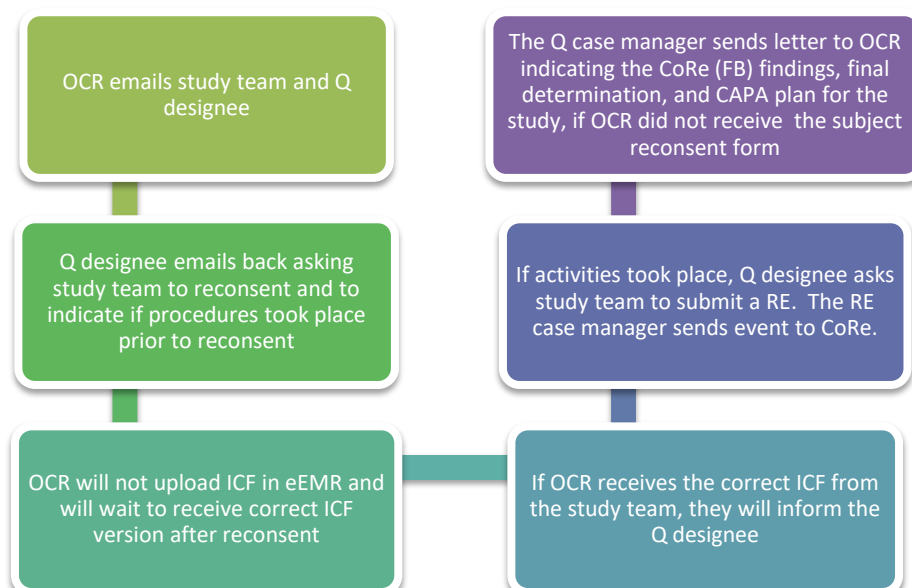 OCR emails study team and Q
designee
Q designee emails back asking
study team to reconsent and to
indicate if procedures took place
prior to reconsent
OCR will not upload ICF in eEMR and
will wait to receive correct ICF
version after reconsent
If OCR receives the correct ICF from
the study team, they will inform the
Q designee
If activities took place, Q designee asks
study team to submit a RE.  The RE
case manager sends event to CoRe.
The Q case manager sends letter to OCR
indicating the CoRe (FB) findings, final
determination, and CAPA plan for the
study, if OCR did not receive  the subject
reconsent form